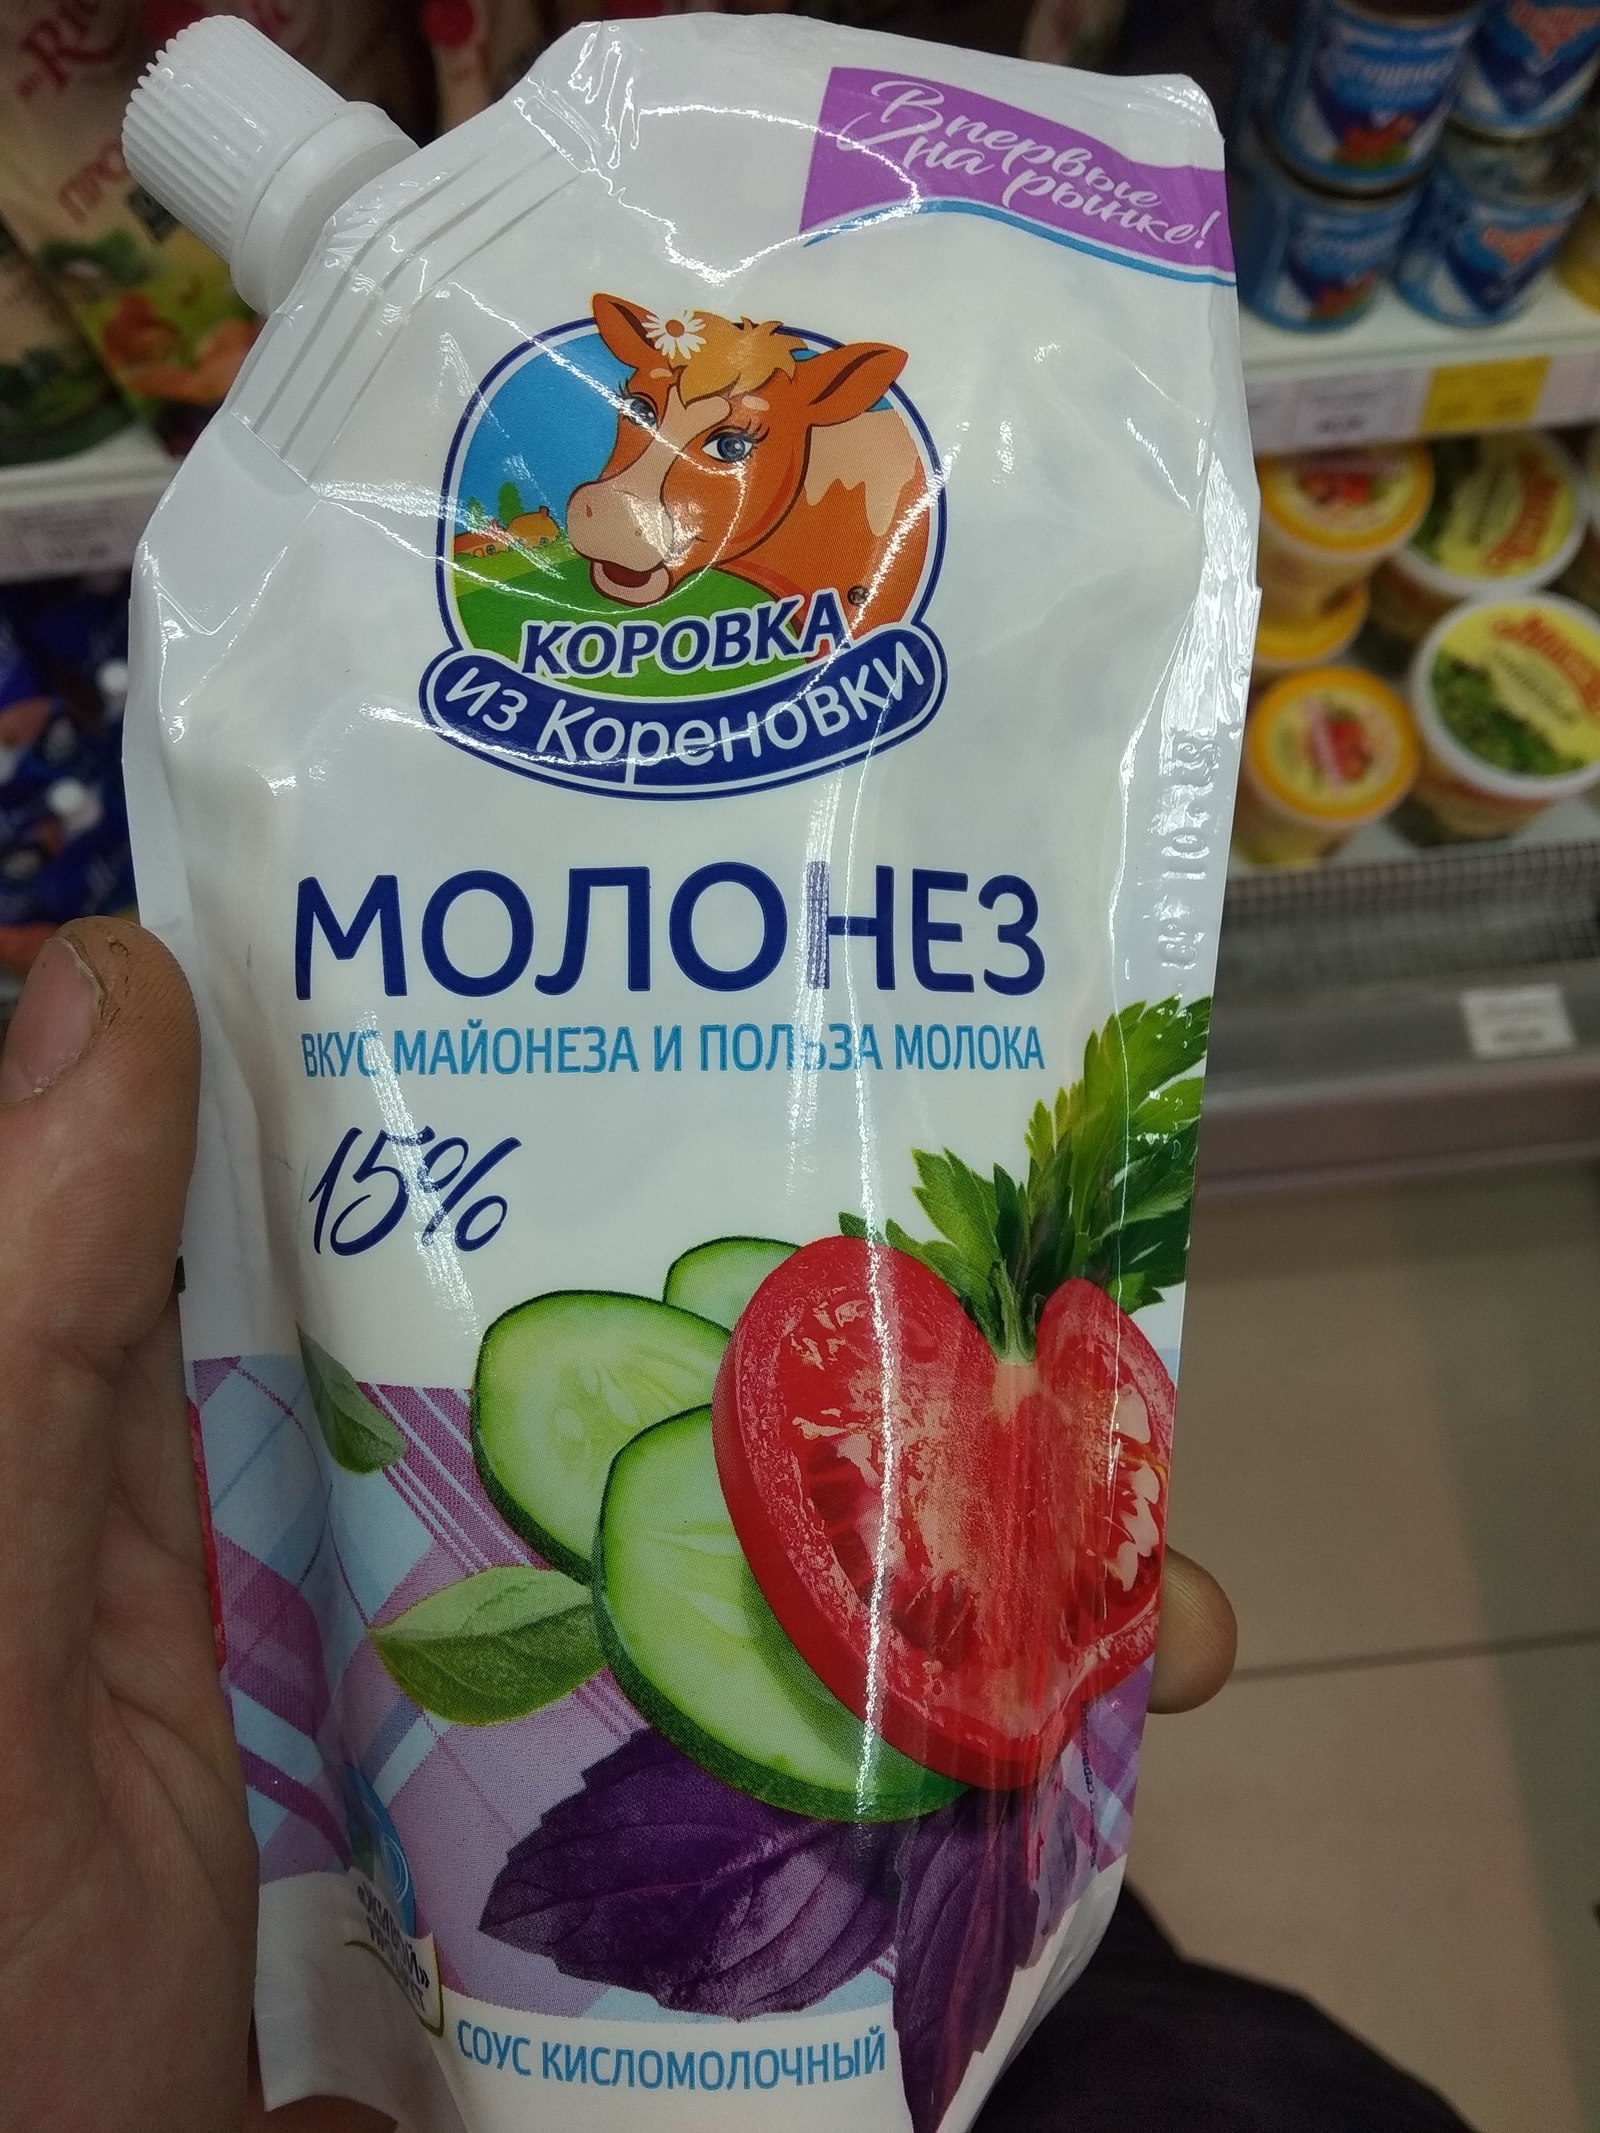 Впервые
на рынке!
КОРОВКА
ИЗ КОРЕНОВКИ
МОЛОНЕЗ
ВКУС МАЙОНЕЗА И ПОЛЬЗА МОЛОКА
15%
СОУС КИСЛОМОЛОЧНЫЙ